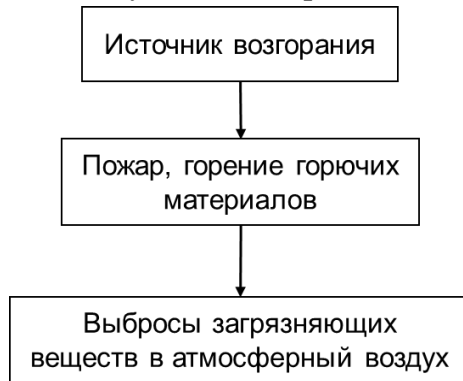 Источник возгорания
Пожар, горение горючих
материалов
Выбросы загрязняющих
веществ в атмосферный воздух